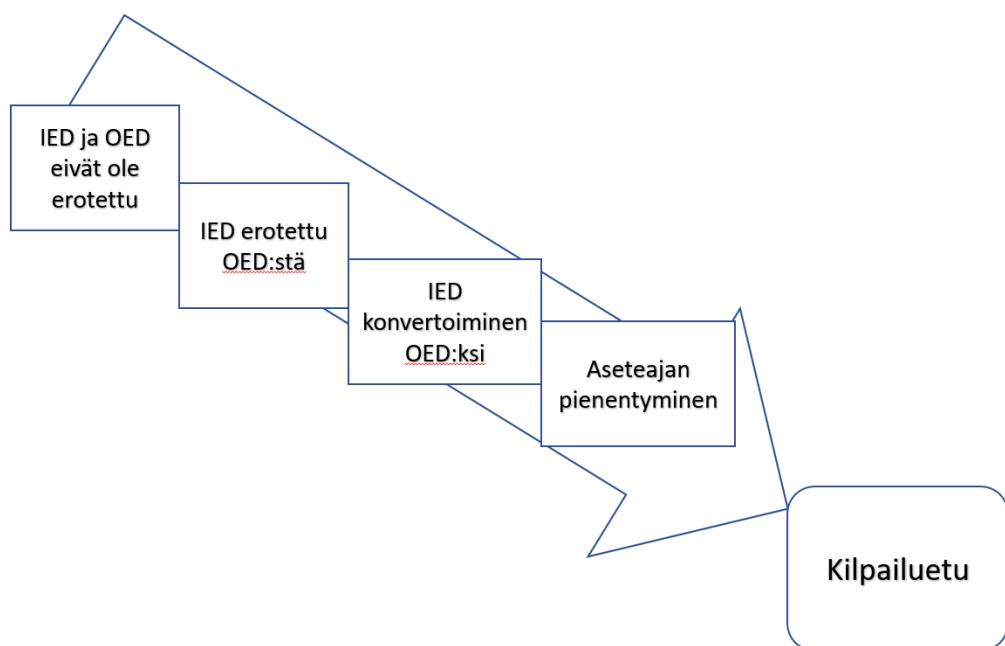 IED ja OED
eivät ole
erotettu
IED erotettu
OED:stä
IED
konvertoiminen
OED:ksi
Aseteajan
pienentyminen
Kilpailuetu